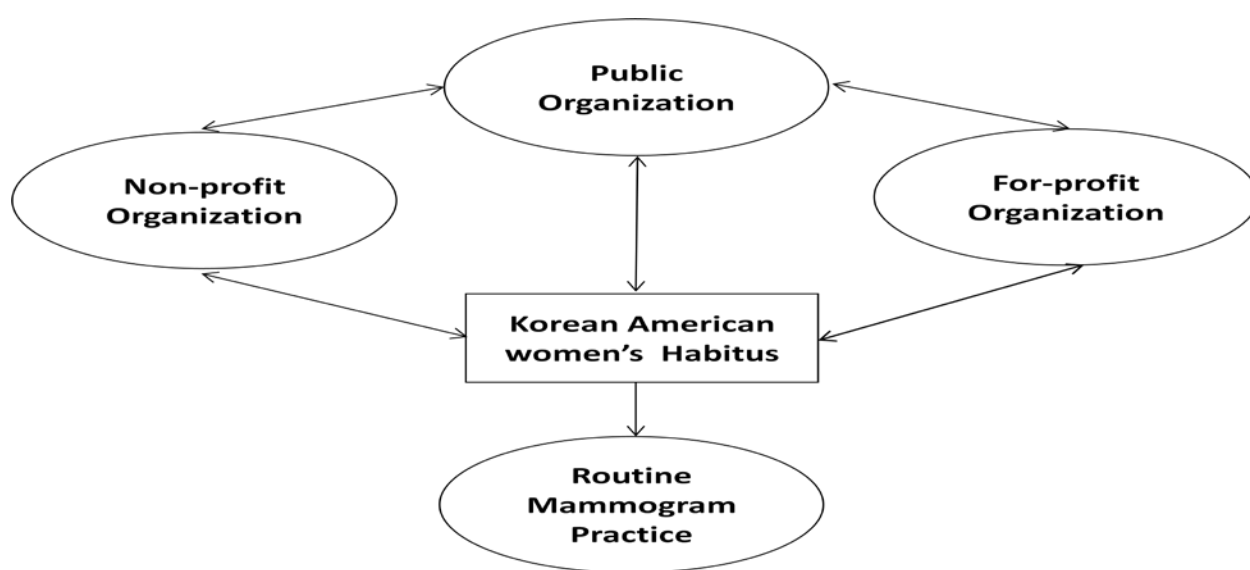 Public
Organization
Non-profit
Organization
For-profit
Organization
Korean American
women’s  Habitus
Routine
Mammogram
Practice